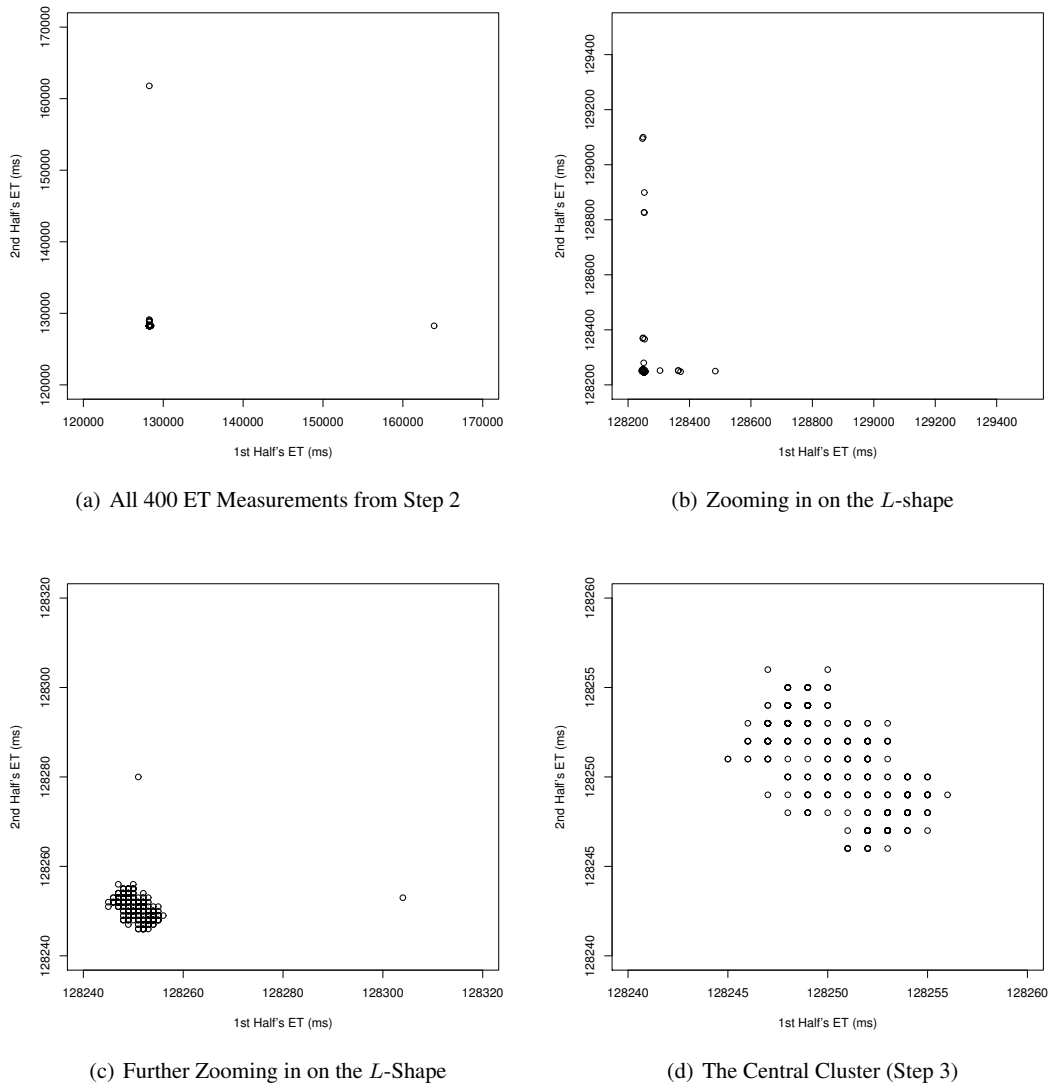 170000
160000
150000
140000
130000
120000
2nd Half's ET (ms)
120000 130000 140000 150000 160000 170000
1st Half's ET (ms)
(a) All 400 ET Measurements from Step 2
129400
129200
129000
128800
128600
128400
128200
2nd Half's ET (ms)
128200 128400 128600 128800 129000 129200 129400
1st Half's ET (ms)
(b) Zooming in on the L-shape
128320
128300
128280
128260
128240
2nd Half's ET (ms)
128240 128260 128280 128300 128320
1st Half's ET (ms)
(c) Further Zooming in on the L-Shape
128260
128255
128250
128245
128240
2nd Half's ET (ms)
128240 128245 128250 128255 128260
1st Half's ET (ms)
(d) The Central Cluster (Step 3)